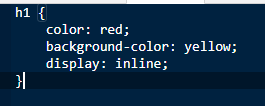 h1 {
    color: red;
    background-color: yellow;
    display: inline;
}